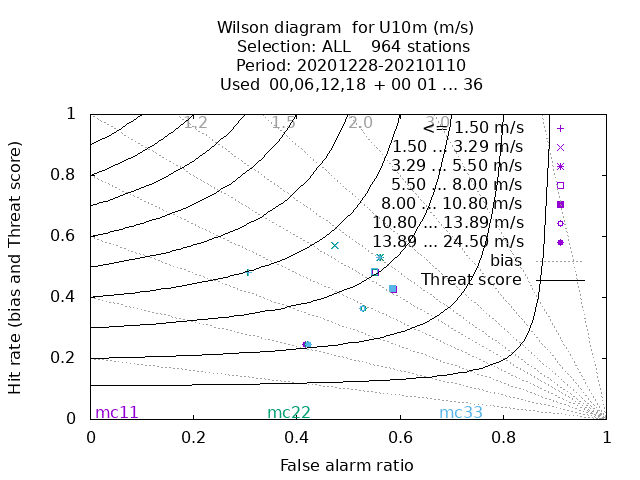 Wilson diagram  for U10m (m/s)
Selection: ALL    964 stations
Period: 20201228-20210110
Used  00,06,12,18  + 00 01 ... 36
1.2 1.5 2.0 3.0
<= 1.50 m/s
1.50 ... 3.29 m/s
3.29 ... 5.50 m/s
5.50 ... 8.00 m/s
8.00 ... 10.80 m/s
10.80 ... 13.89 m/s
13.89 ... 24.50 m/s
bias
Threat score
Hit rate (bias and Threat score)
1
0.8
0.6
0.4
0.2
0
mc11 mc22 mc33
0 0.2 0.4 0.6 0.8 1
False alarm ratio